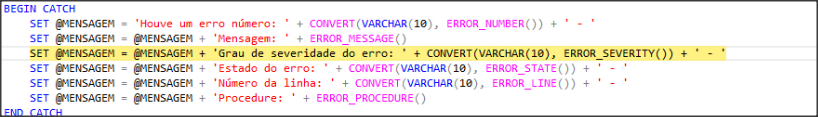 BEGIN CATCH
SET @MENSAGEM = 'Houve um erro número: ' + CONVERT(VARCHAR(10), ERROR_NUMBER()) + ' - '
SET @MENSAGEM = @MENSAGEM + 'Mensagem: ' + ERROR_MESSAGE()
SET @MENSAGEM = @MENSAGEM + 'Grau de severidade do erro: ' + CONVERT(VARCHAR(10), ERROR_SEVERITY()) + ' - '
SET @MENSAGEM = @MENSAGEM + 'Estado do erro: ' + CONVERT(VARCHAR(10), ERROR_STATE()) + ' - '
SET @MENSAGEM = @MENSAGEM + 'Número da linha: ' + CONVERT(VARCHAR(10), ERROR_LINE()) + ' - '
SET @MENSAGEM = @MENSAGEM + 'Procedure: ' + ERROR_PROCEDURE()
END CATCH